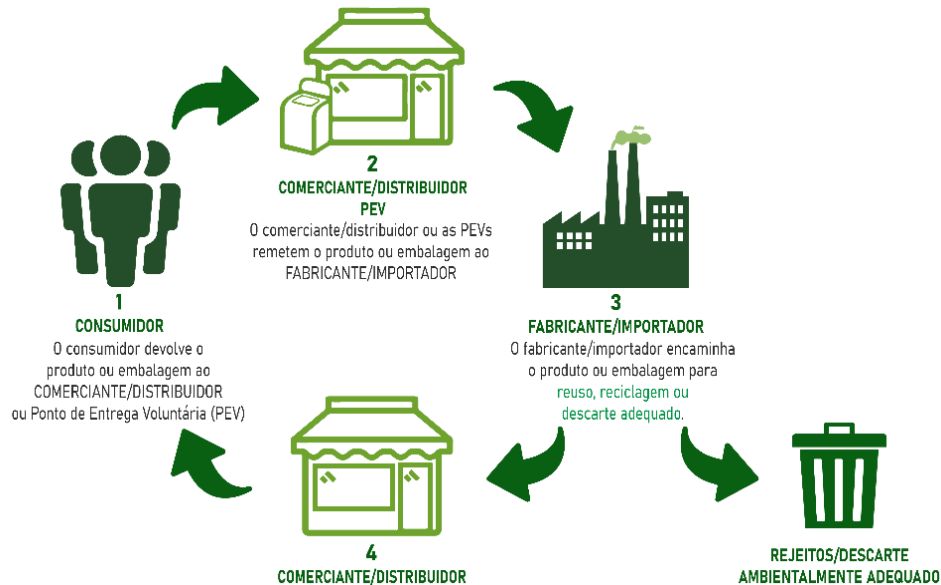 1
CONSUMIDOR
O consumidor devolve o
produto ou embalagem ao
COMERCIANTE/DISTRIBUIDOR
ou Ponto de Entrega Voluntária (PEV)
2
COMERCIANTE/DISTRIBUIDOR
PEV
O comerciante/distribuidor ou as PEVs
remetem o produto ou embalagem ao
FABRICANTE/IMPORTADOR
3
FABRICANTE/IMPORTADOR
O fabricante/importador encaminha
o produto ou embalagem para
reuso, reciclagem ou
descarte adequado.
4
COMERCIANTE/DISTRIBUIDOR
REJEITOS/DESCARTE
AMBIENTALMENTE ADEQUADO